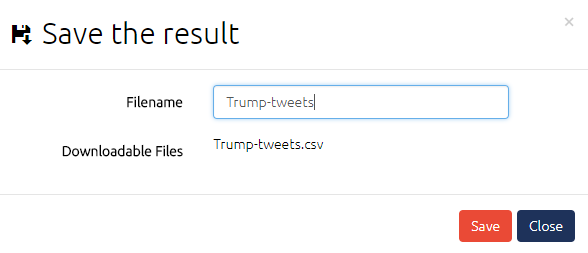 Save the result
×
Filename
Trump-tweets
Downloadable Files
Trump-tweets.csv
Save
Close